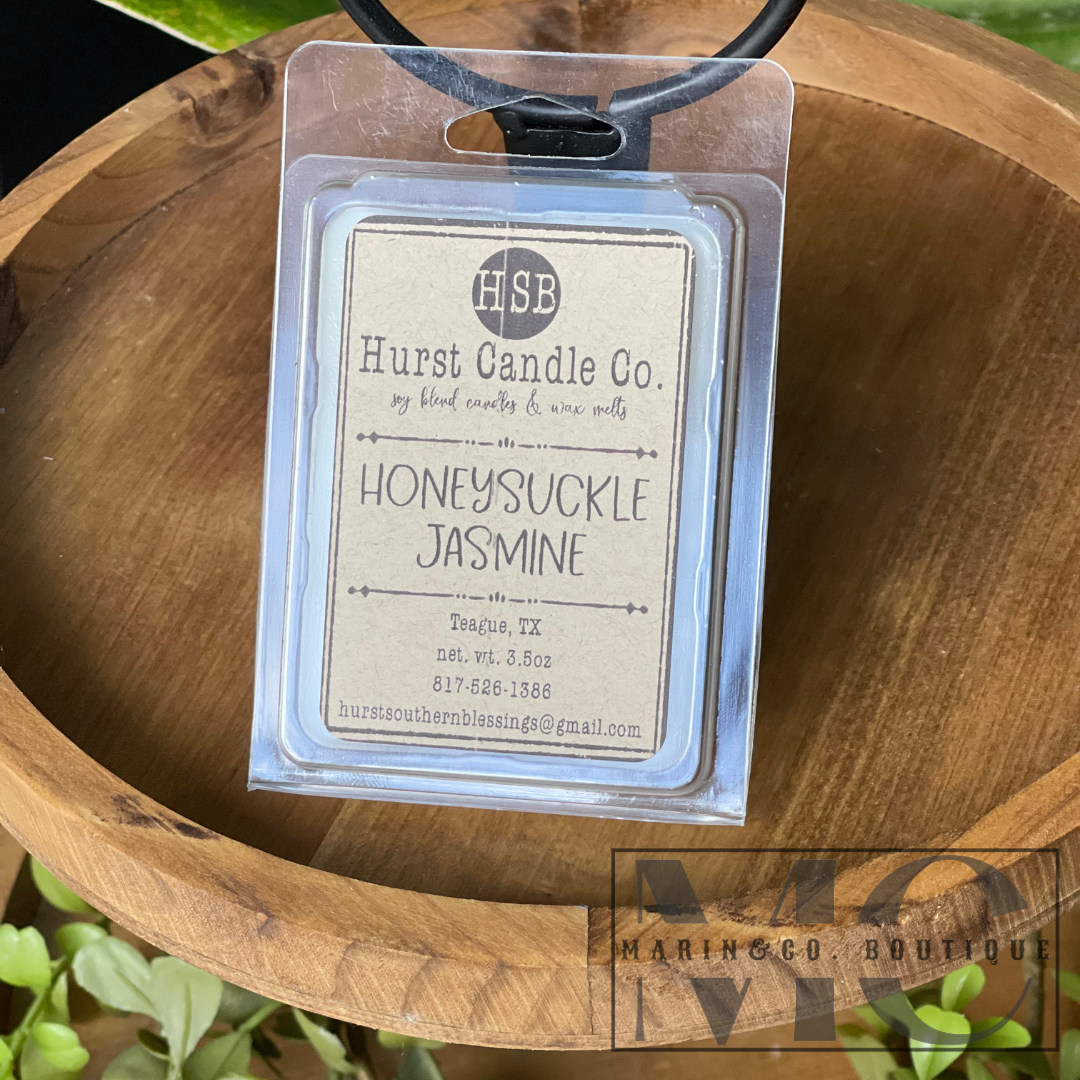 HSB
Hurst Candle Co.
soy blend candles & wax melts
HONEYSUCKLE
JASMINE
Teague, TX
net. wt. 3.5oz
817-526-1386
hurstsouthernblessings@gmail.com
MC
MARIN&CO. BOUTIQUE